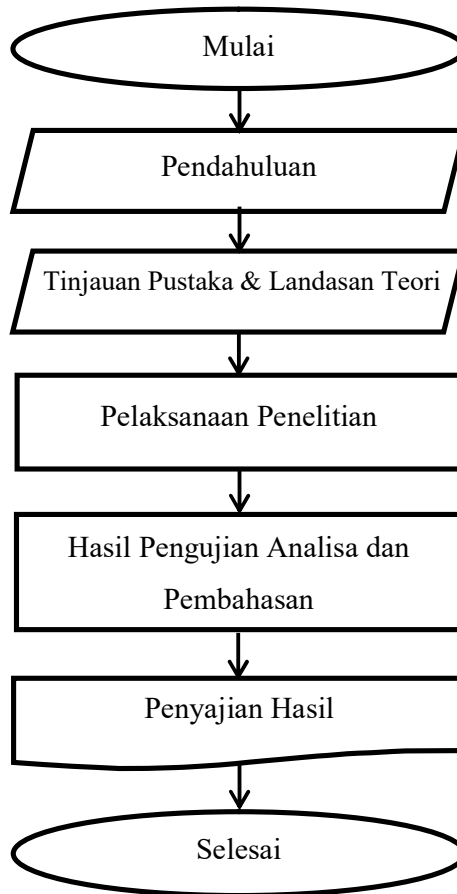 Mulai
Pendahuluan
Tinjauan Pustaka & Landasan Teori
Pelaksanaan Penelitian
Hasil Pengujian Analisa dan
Pembahasan
Penyajian Hasil
Selesai